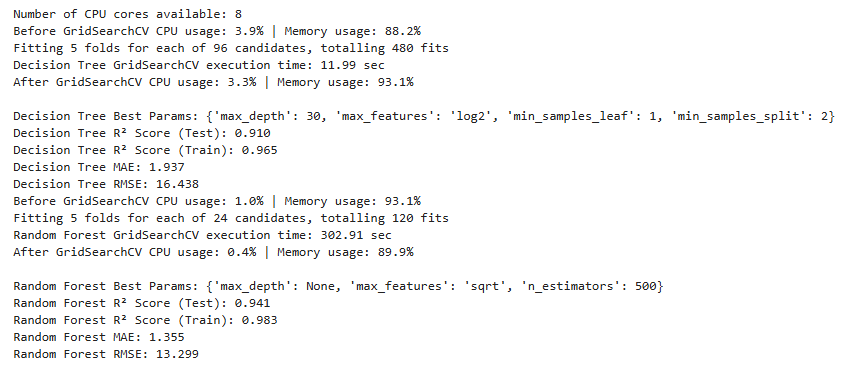 Number of CPU cores available: 8
Before GridSearchCV CPU usage: 3.9% | Memory usage: 88.2%
Fitting 5 folds for each of 96 candidates, totalling 480 fits
Decision Tree GridSearchCV execution time: 11.99 sec
After GridSearchCV CPU usage: 3.3% | Memory usage: 93.1%
Decision Tree Best Params: {'max_depth': 30, 'max_features': 'log2', 'min_samples_leaf': 1, 'min_samples_split': 2}
Decision Tree R² Score (Test): 0.910
Decision Tree R² Score (Train): 0.965
Decision Tree MAE: 1.937
Decision Tree RMSE: 16.438
Before GridSearchCV CPU usage: 1.0% | Memory usage: 93.1%
Fitting 5 folds for each of 24 candidates, totalling 120 fits
Random Forest GridSearchCV execution time: 302.91 sec
After GridSearchCV CPU usage: 0.4% | Memory usage: 89.9%
Random Forest Best Params: {'max_depth': None, 'max_features': 'sqrt', 'n_estimators': 500}
Random Forest R² Score (Test): 0.941
Random Forest R² Score (Train): 0.983
Random Forest MAE: 1.355
Random Forest RMSE: 13.299